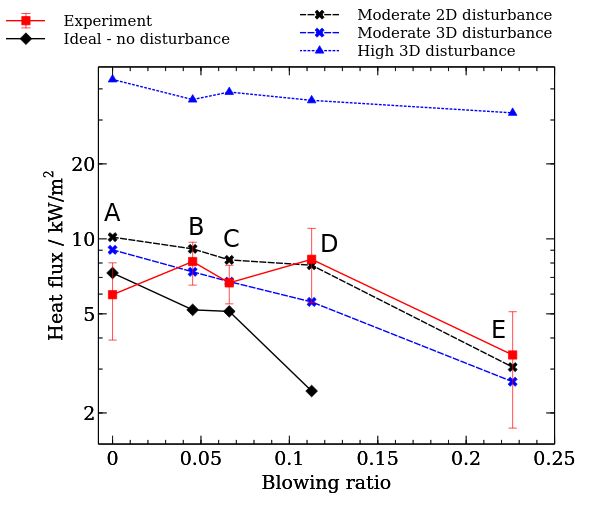 Experiment
Ideal - no disturbance
Moderate 2D disturbance
Moderate 3D disturbance
High 3D disturbance
Heat flux / kW/m²
20
10
5
2
A
B
C
D
E
0
0.05
0.1
0.15
0.2
0.25
Blowing ratio